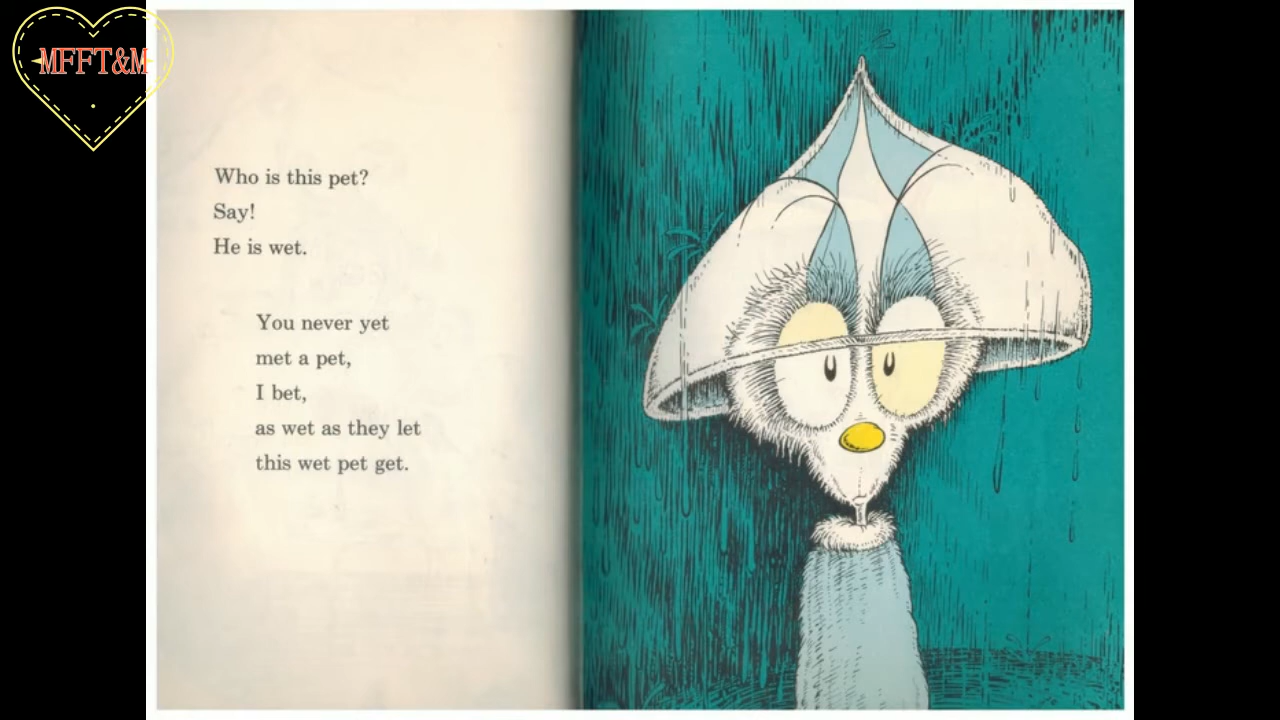 MFFT&M
Who is this pet?
Say!
He is wet.
You never yet
met a pet,
I bet,
as wet as they let
this wet pet get.